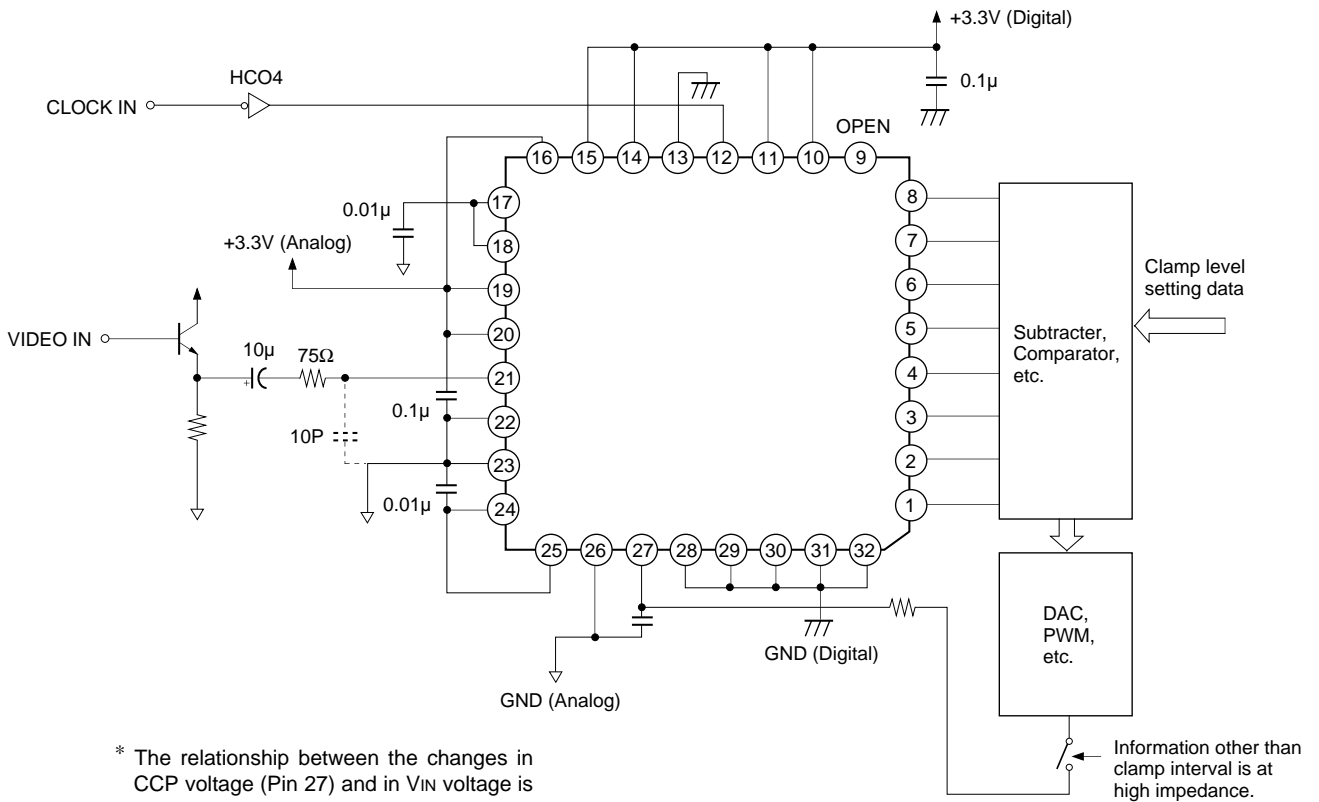 +3.3V (Digital)
HCO4
CLOCK IN
0.1μ
OPEN
16
15
14
13
12
11
10
9
17
18
19
20
21
22
23
24
8
7
6
5
4
3
2
1
0.01μ
+3.3V (Analog)
VIDEO IN
10μ
75Ω
10P
0.1μ
0.01μ
25
26
27
28
29
30
31
32
Subtracter,
Comparator,
etc.
Clamp level
setting data
DAC,
PWM,
etc.
GND (Digital)
GND (Analog)
Information other than
clamp interval is at
high impedance.
* The relationship between the changes in
CCP voltage (Pin 27) and in VIN voltage is